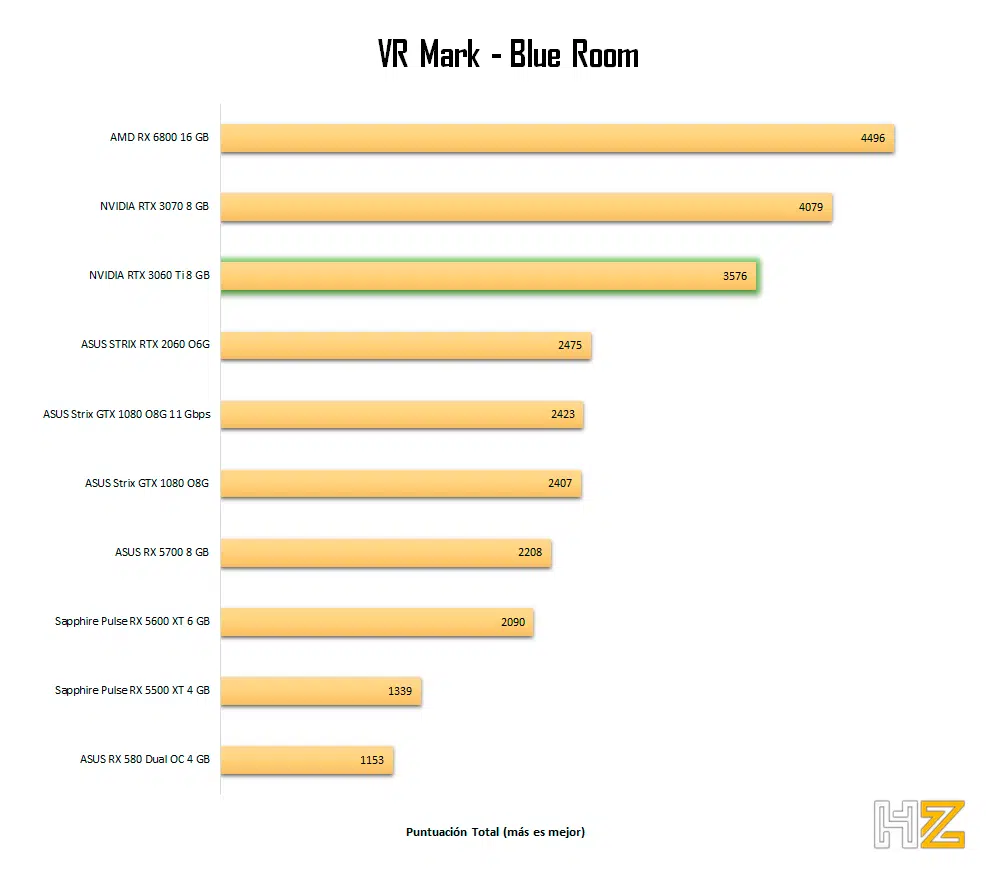 VR Mark - Blue Room
AMD RX 6800 16 GB 4496
NVIDIA RTX 3070 8 GB 4079
NVIDIA RTX 3060 Ti 8 GB 3576
ASUS STRIX RTX 2060 O6G 2475
ASUS Strix GTX 1080 O8G 11 Gbps 2423
ASUS Strix GTX 1080 O8G 2407
ASUS RX 5700 8 GB 2208
Sapphire Pulse RX 5600 XT 6 GB 2090
Sapphire Pulse RX 5500 XT 4 GB 1339
ASUS RX 580 Dual OC 4 GB 1153
Puntuación Total (más es mejor)
HZ